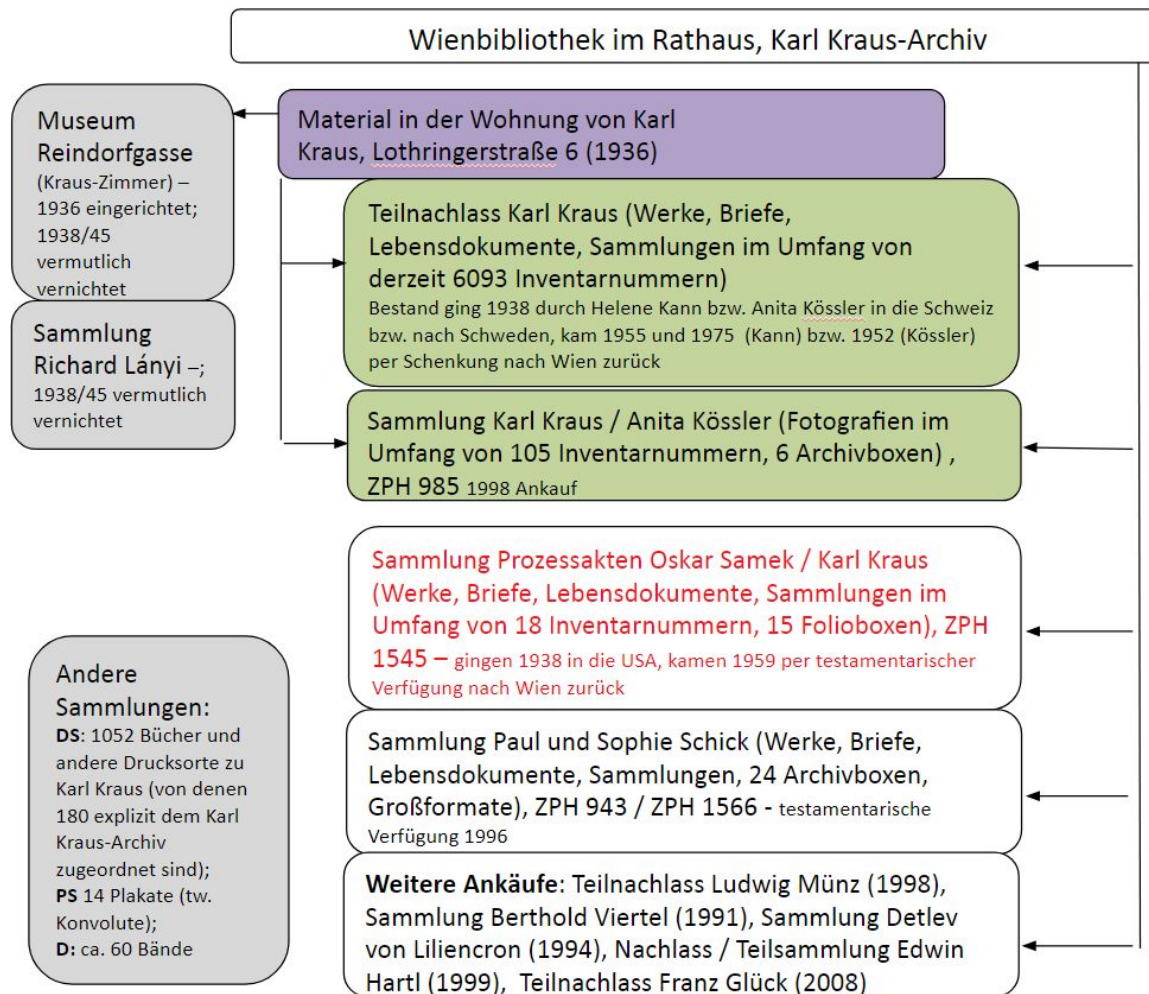 Wienbibliothek im Rathaus, Karl Kraus-Archiv
Museum
Reindorfgasse
(Kraus-Zimmer) –
1936 eingerichtet;
1938/45
vermutlich
vernichtet
Sammlung
Richard Lányi –;
1938/45 vermutlich
vernichtet
Material in der Wohnung von Karl
Kraus, Lothringerstraße 6 (1936)
Teilnachlass Karl Kraus (Werke, Briefe,
Lebensdokumente, Sammlungen im Umfang von
derzeit 6093 Inventarnummern)
Bestand ging 1938 durch Helene Kann bzw. Anita Kössler in die Schweiz
bzw. nach Schweden, kam 1955 und 1975 (Kann) bzw. 1952 (Kössler)
per Schenkung nach Wien zurück
Sammlung Karl Kraus / Anita Kössler (Fotografien im
Umfang von 105 Inventarnummern, 6 Archivboxen) ,
ZPH 985 1998 Ankauf
Sammlung Prozessakten Oskar Samek / Karl Kraus
(Werke, Briefe, Lebensdokumente, Sammlungen im
Umfang von 18 Inventarnummern, 15 Folioboxen), ZPH
1545 – gingen 1938 in die USA, kamen 1959 per testamentarischer
Verfügung nach Wien zurück
Sammlung Paul und Sophie Schick (Werke, Briefe,
Lebensdokumente, Sammlungen, 24 Archivboxen,
Großformate), ZPH 943 / ZPH 1566 - testamentarische
Verfügung 1996
Weitere Ankäufe: Teilnachlass Ludwig Münz (1998),
Sammlung Berthold Viertel (1991), Sammlung Detlev
von Liliencron (1994), Nachlass / Teilsammlung Edwin
Hartl (1999), Teilnachlass Franz Glück (2008)
Andere
Sammlungen:
DS: 1052 Bücher und
andere Drucksorte zu
Karl Kraus (von denen
180 explizit dem Karl
Kraus-Archiv
zugeordnet sind);
PS 14 Plakate (tw.
Konvolute);
D: ca. 60 Bände